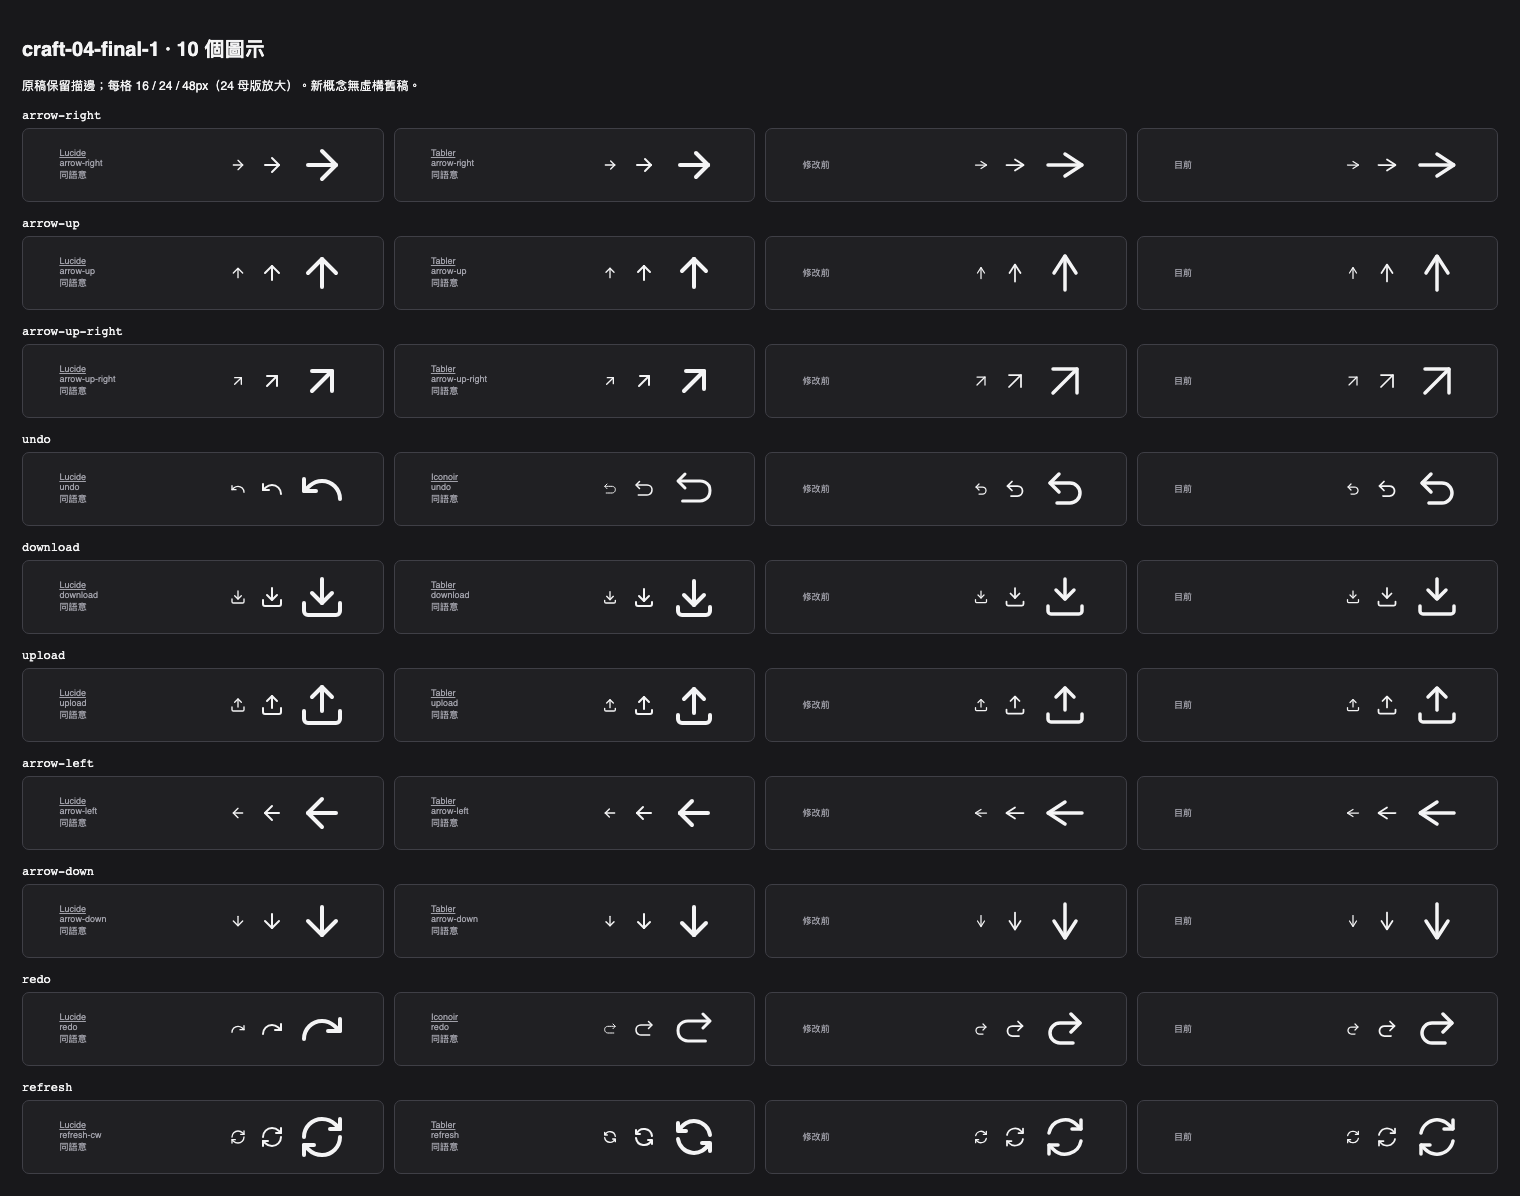 craft-04-final-1 · 10 個圖示
原稿保留描邊；每格 16 / 24 / 48px（24 母版放大）。新概念無虛構舊稿。
arrow-right
Lucide
arrow-right
同語意
Tabler
arrow-right
同語意
修改前
目前
arrow-up
Lucide
arrow-up
同語意
Tabler
arrow-up
同語意
修改前
目前
arrow-up-right
Lucide
arrow-up-right
同語意
Tabler
arrow-up-right
同語意
修改前
目前
undo
Lucide
undo
同語意
Iconoir
undo
同語意
修改前
目前
download
Lucide
download
同語意
Tabler
download
同語意
修改前
目前
upload
Lucide
upload
同語意
Tabler
upload
同語意
修改前
目前
arrow-left
Lucide
arrow-left
同語意
Tabler
arrow-left
同語意
修改前
目前
arrow-down
Lucide
arrow-down
同語意
Tabler
arrow-down
同語意
修改前
目前
redo
Lucide
redo
同語意
Iconoir
redo
同語意
修改前
目前
refresh
Lucide
refresh-cw
同語意
Tabler
refresh
同語意
修改前
目前